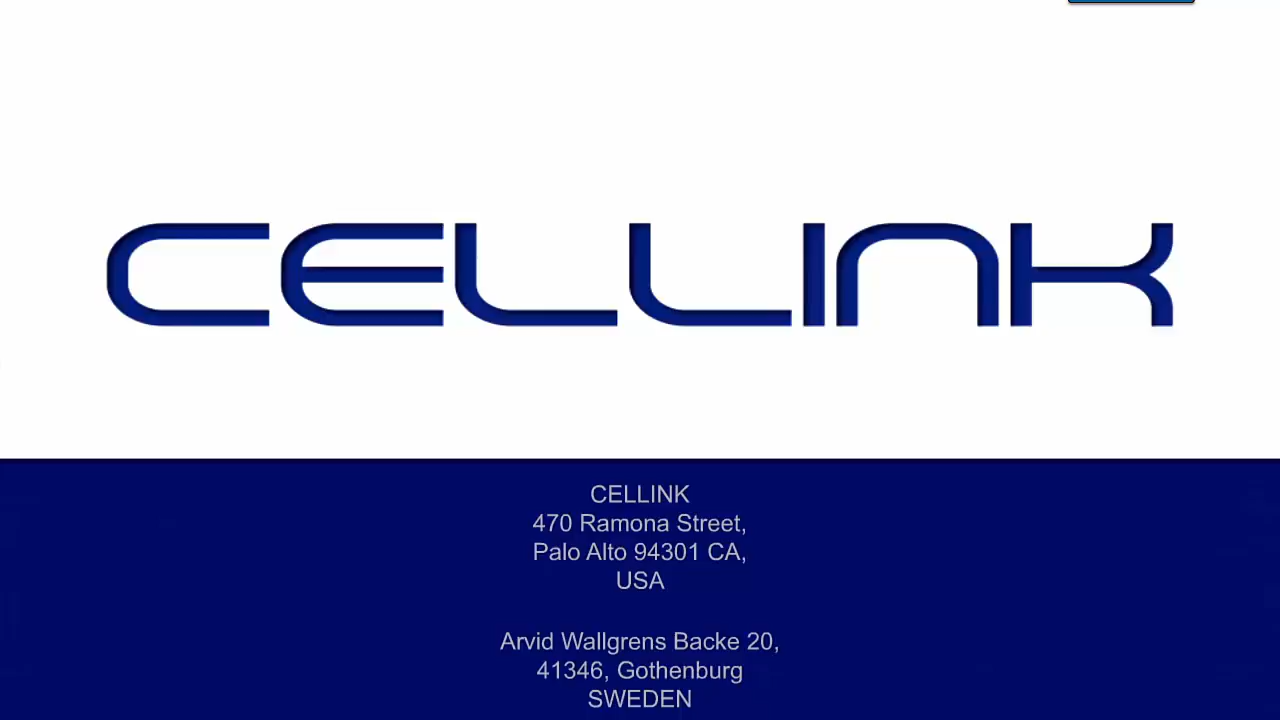 CELLINK
CELLINK
470 Ramona Street,
Palo Alto 94301 CA,
USA
Arvid Wallgrens Backe 20,
41346, Gothenburg
SWEDEN